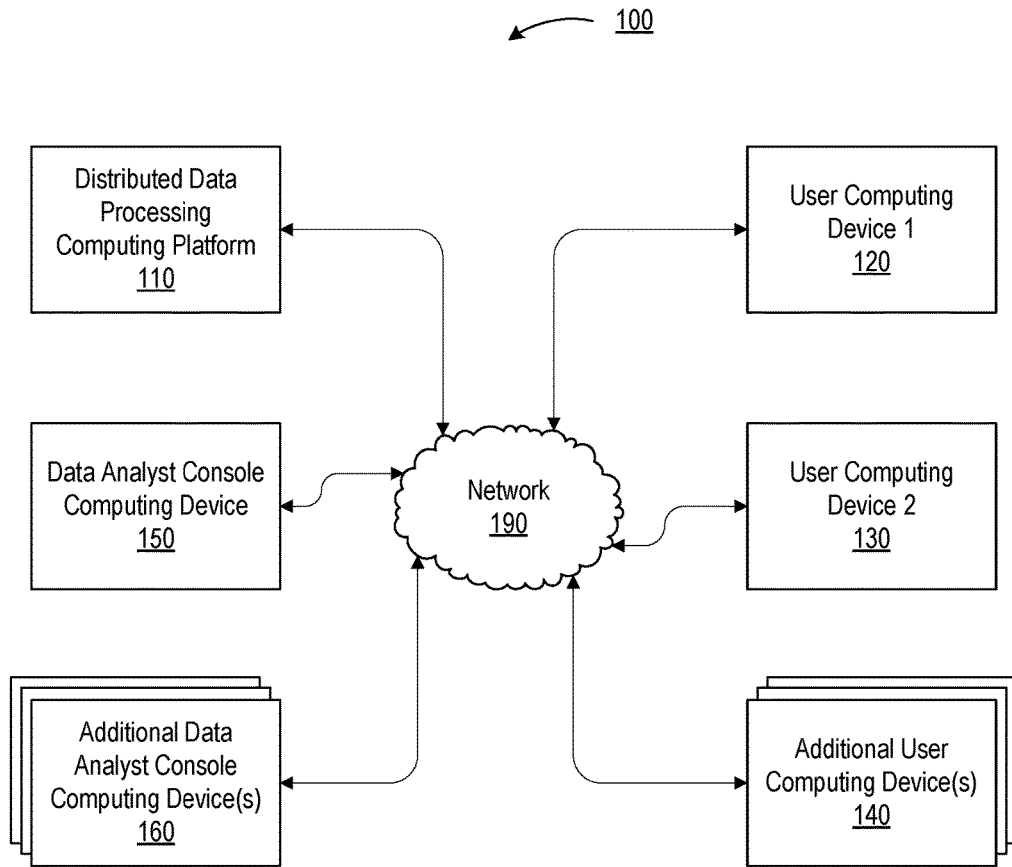 100
Distributed Data
Processing
Computing Platform
110
User Computing
Device 1
120
Data Analyst Console
Computing Device
150
Network
190
User Computing
Device 2
130
Additional Data
Analyst Console
Computing Device(s)
160
Additional User
Computing Device(s)
140